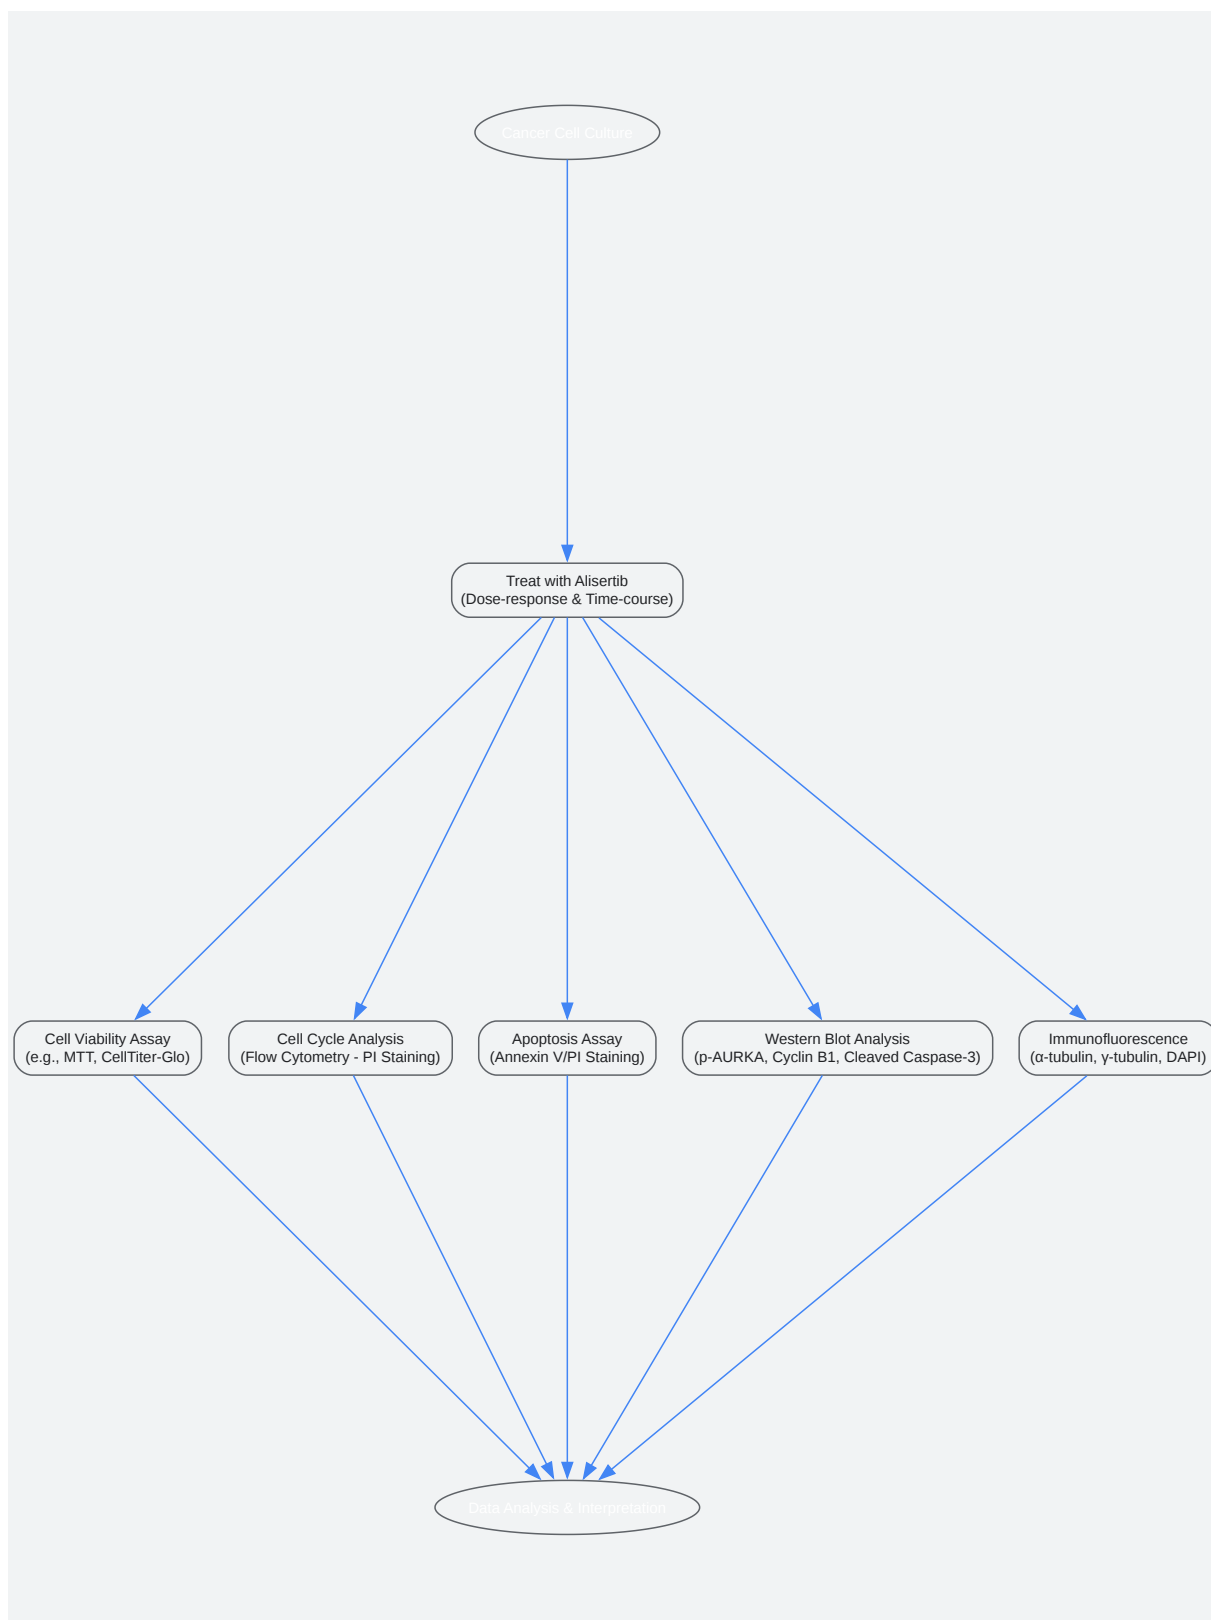 Cancer Cell Culture
Treat with Alisertib
(Dose-response & Time-course)
Cell Viability Assay
(e.g., MTT, CellTiter-Glo)
Cell Cycle Analysis
(Flow Cytometry - PI Staining)
Apoptosis Assay
(Annexin V/PI Staining)
Western Blot Analysis
(p-AURKA, Cyclin B1, Cleaved Caspase-3)
Immunofluorescence
(α-tubulin, γ-tubulin, DAPI)
Data Analysis & Interpretation